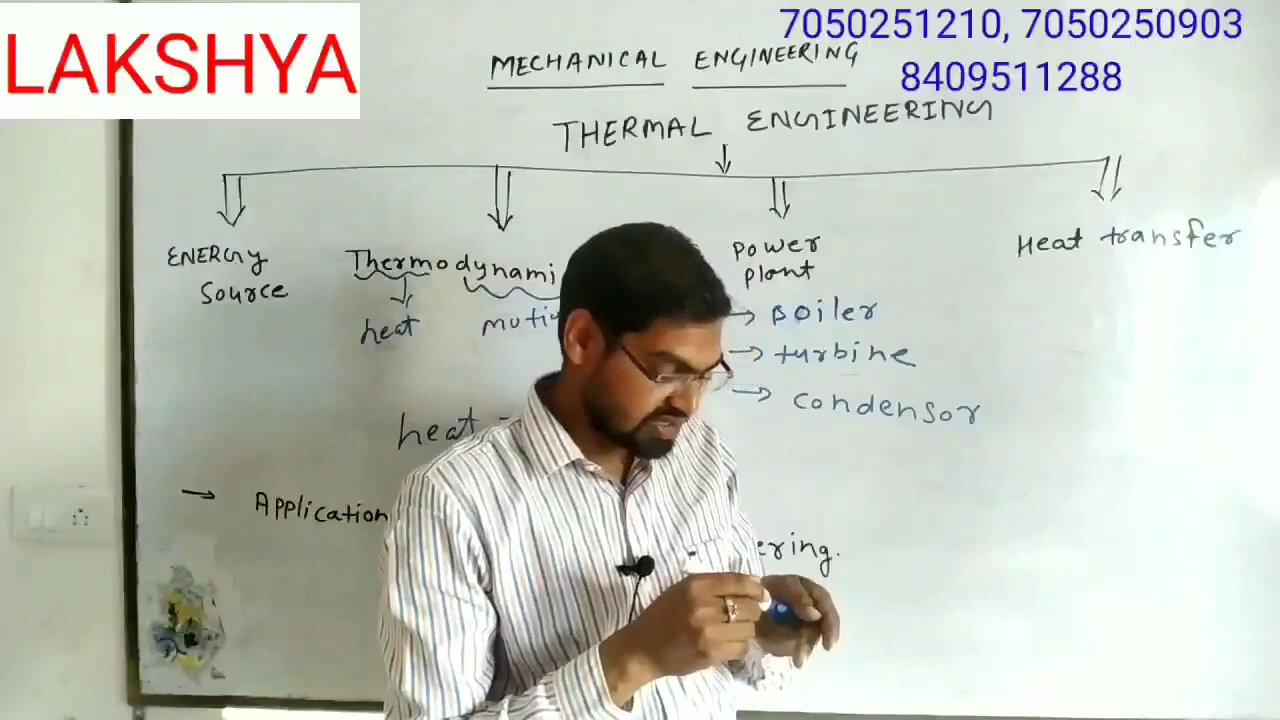 LAKSHYA
7050251210, 7050250903
8409511288
MECHANICAL ENGINEERING
THERMAL ENGINEERING
ENERGY
Source
Thermodynami
heat
Power
plant
Boiler
turbine
condensor
Heat transfer
heat
→ Application
ering.